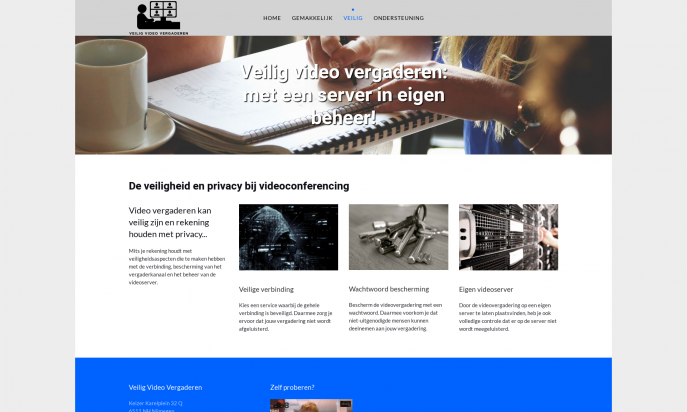 VEILIG VIDEO VERGADEREN
HOME
GEMAKKELIJK
VEILIG
ONDERSTEUNING
Veilig video vergaderen:
met een server in eigen
beheer!
De veiligheid en privacy bij videoconferencing
Video vergaderen kan
veilig zijn en rekening
houden met privacy...
Mits je rekening houdt met
veiligheidsaspecten die te maken hebben
met de verbinding, bescherming van het
vergaderkanaal en het beheer van de
videoserver.
Veilige verbinding
Kies een service waarbij de gehele
verbinding is beveiligd. Daarmee zorg je
ervoor dat jouw vergadering niet wordt
afgeluisterd.
Wachtwoord bescherming
Bescherm de videovergadering met een
wachtwoord. Daarmee voorkom je dat
niet-uitgenodigde mensen kunnen
deelnemen aan jouw vergadering.
Eigen videoserver
Door de videovergadering op een eigen
server te laten plaatsvinden, heb je ook
volledige controle dat er op de server niet
wordt meegeluisterd.
Veilig Video Vergaderen
Keizer Karelplein 32 Q
Zelf proberen?